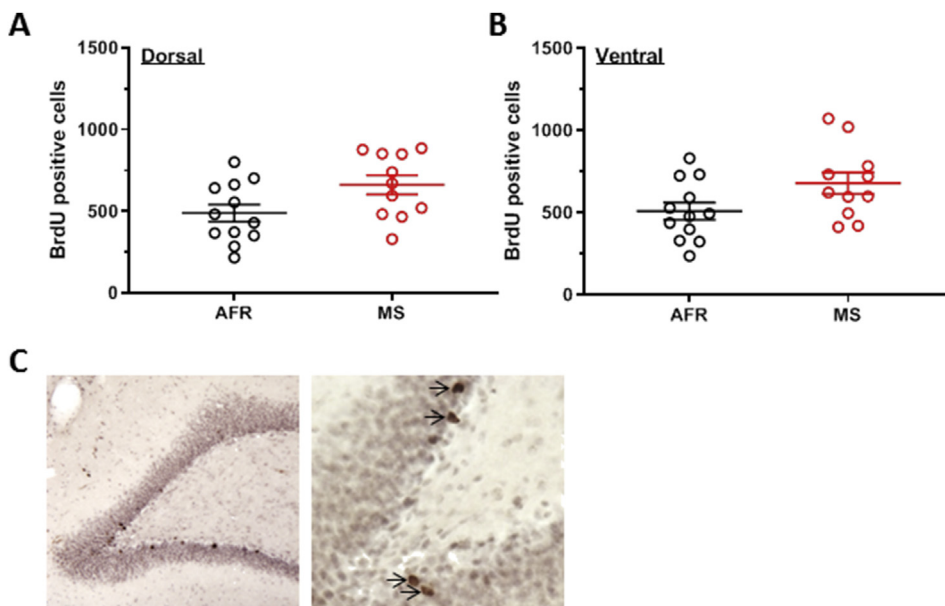 A
B
1500
1000
500
0
BrdU positive cells
Dorsal
AFR
MS
1500
1000
500
0
BrdU positive cells
Ventral
AFR
MS
C